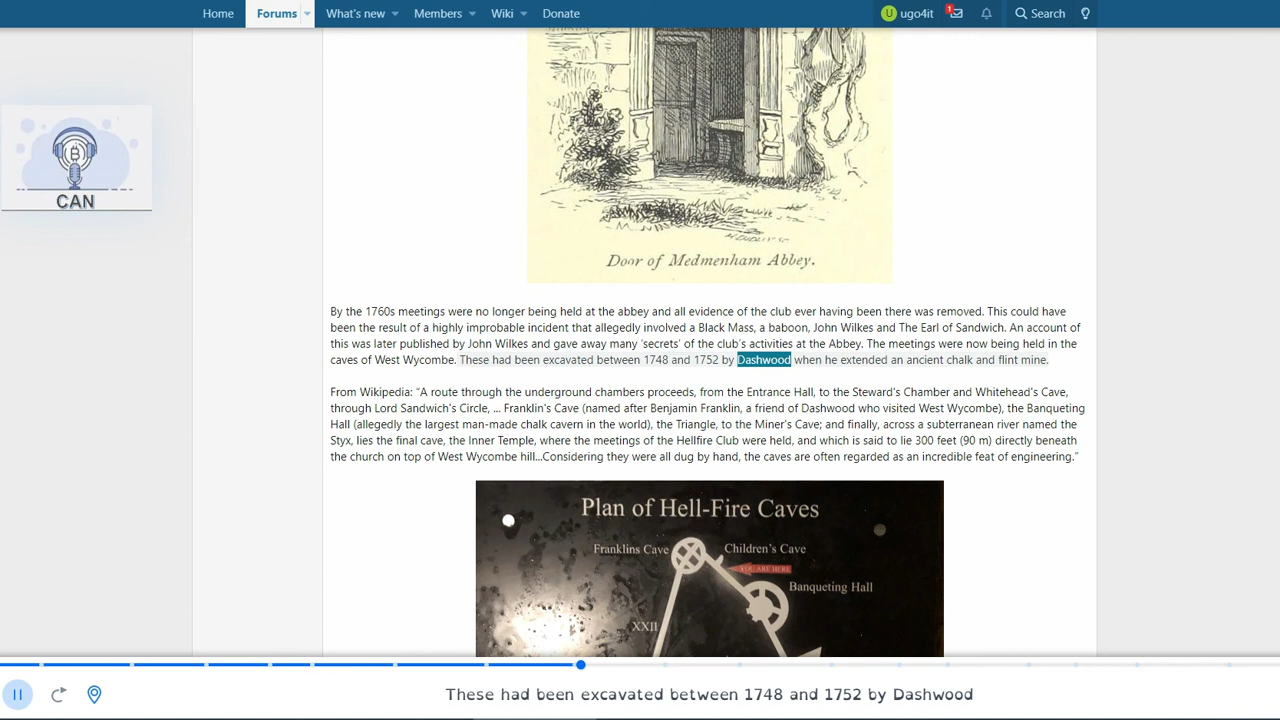 Home Forums What's new Members Wiki Donate U ugo4it 1 Search
CAN
Door of Medmenham Abbey.
By the 1760s meetings were no longer being held at the abbey and all evidence of the club ever having been there was removed. This could have
been the result of a highly improbable incident that allegedly involved a Black Mass, a baboon, John Wilkes and The Earl of Sandwich. An account of
this was later published by John Wilkes and gave away many 'secrets' of the club's activities at the Abbey. The meetings were now being held in the
caves of West Wycombe. These had been excavated between 1748 and 1752 by Dashwood when he extended an ancient chalk and flint mine.
From Wikipedia: “A route through the underground chambers proceeds, from the Entrance Hall, to the Steward's Chamber and Whitehead's Cave,
through Lord Sandwich's Circle, ... Franklin's Cave (named after Benjamin Franklin, a friend of Dashwood who visited West Wycombe), the Banqueting
Hall (allegedly the largest man-made chalk cavern in the world), the Triangle, to the Miner's Cave; and finally, across a subterranean river named the
Styx, lies the final cave, the Inner Temple, where the meetings of the Hellfire Club were held, and which is said to lie 300 feet (90 m) directly beneath
the church on top of West Wycombe hill...Considering they were all dug by hand, the caves are often regarded as an incredible feat of engineering.”
Plan of Hell-Fire Caves
Franklins Cave
Children's Cave
YOU ARE HERE
Banqueting Hall
XXII
These had been excavated between 1748 and 1752 by Dashwood